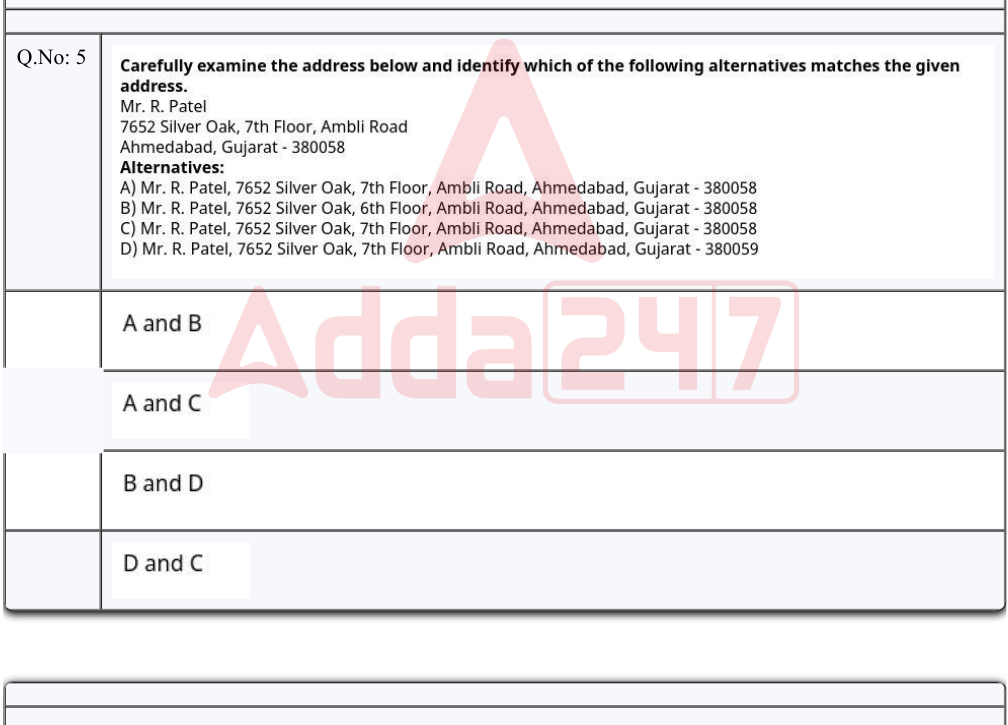 Q.No: 5
Carefully examine the address below and identify which of the following alternatives matches the given
address.
Mr. R. Patel
7652 Silver Oak, 7th Floor, Ambli Road
Ahmedabad, Gujarat - 380058
Alternatives:
A) Mr. R. Patel, 7652 Silver Oak, 7th Floor, Ambli Road, Ahmedabad, Gujarat - 380058
B) Mr. R. Patel, 7652 Silver Oak, 6th Floor, Ambli Road, Ahmedabad, Gujarat - 380058
C) Mr. R. Patel, 7652 Silver Oak, 7th Floor, Ambli Road, Ahmedabad, Gujarat - 380058
D) Mr. R. Patel, 7652 Silver Oak, 7th Floor, Ambli Road, Ahmedabad, Gujarat - 380059
A and B
Adda247
A and C
B and D
D and C